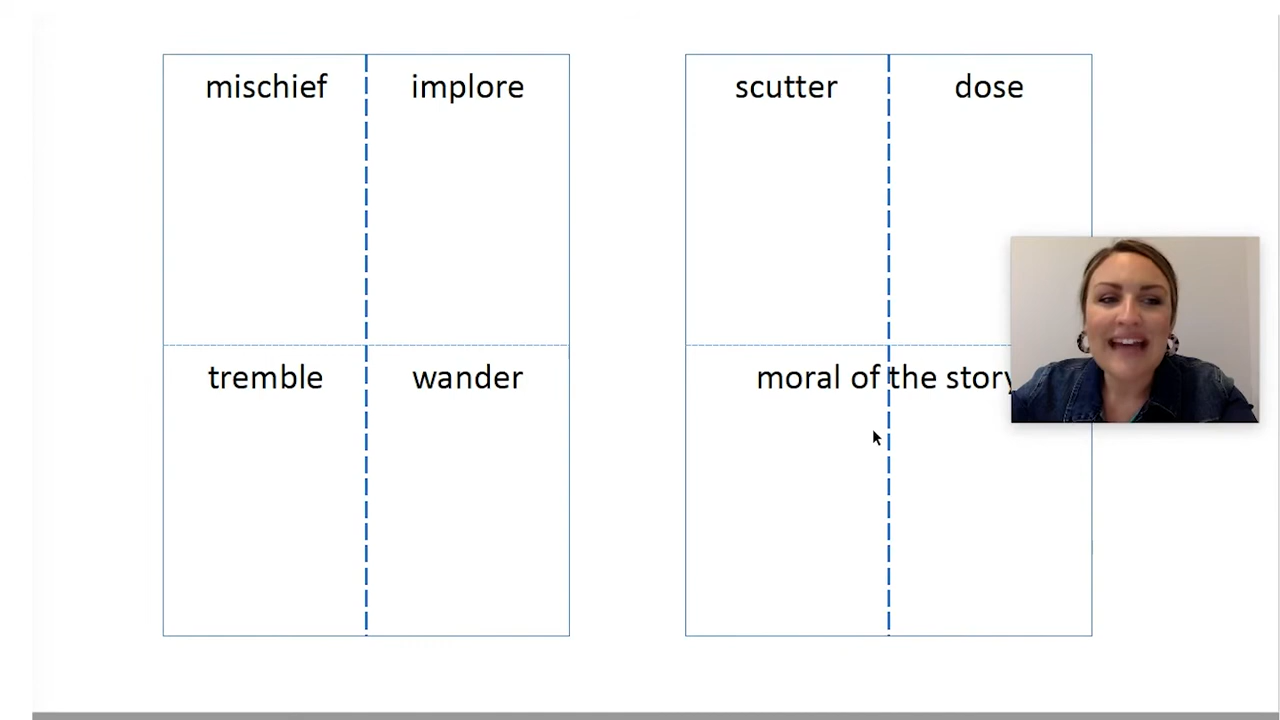 mischief
implore
scutter
dose
tremble
wander
moral of the story